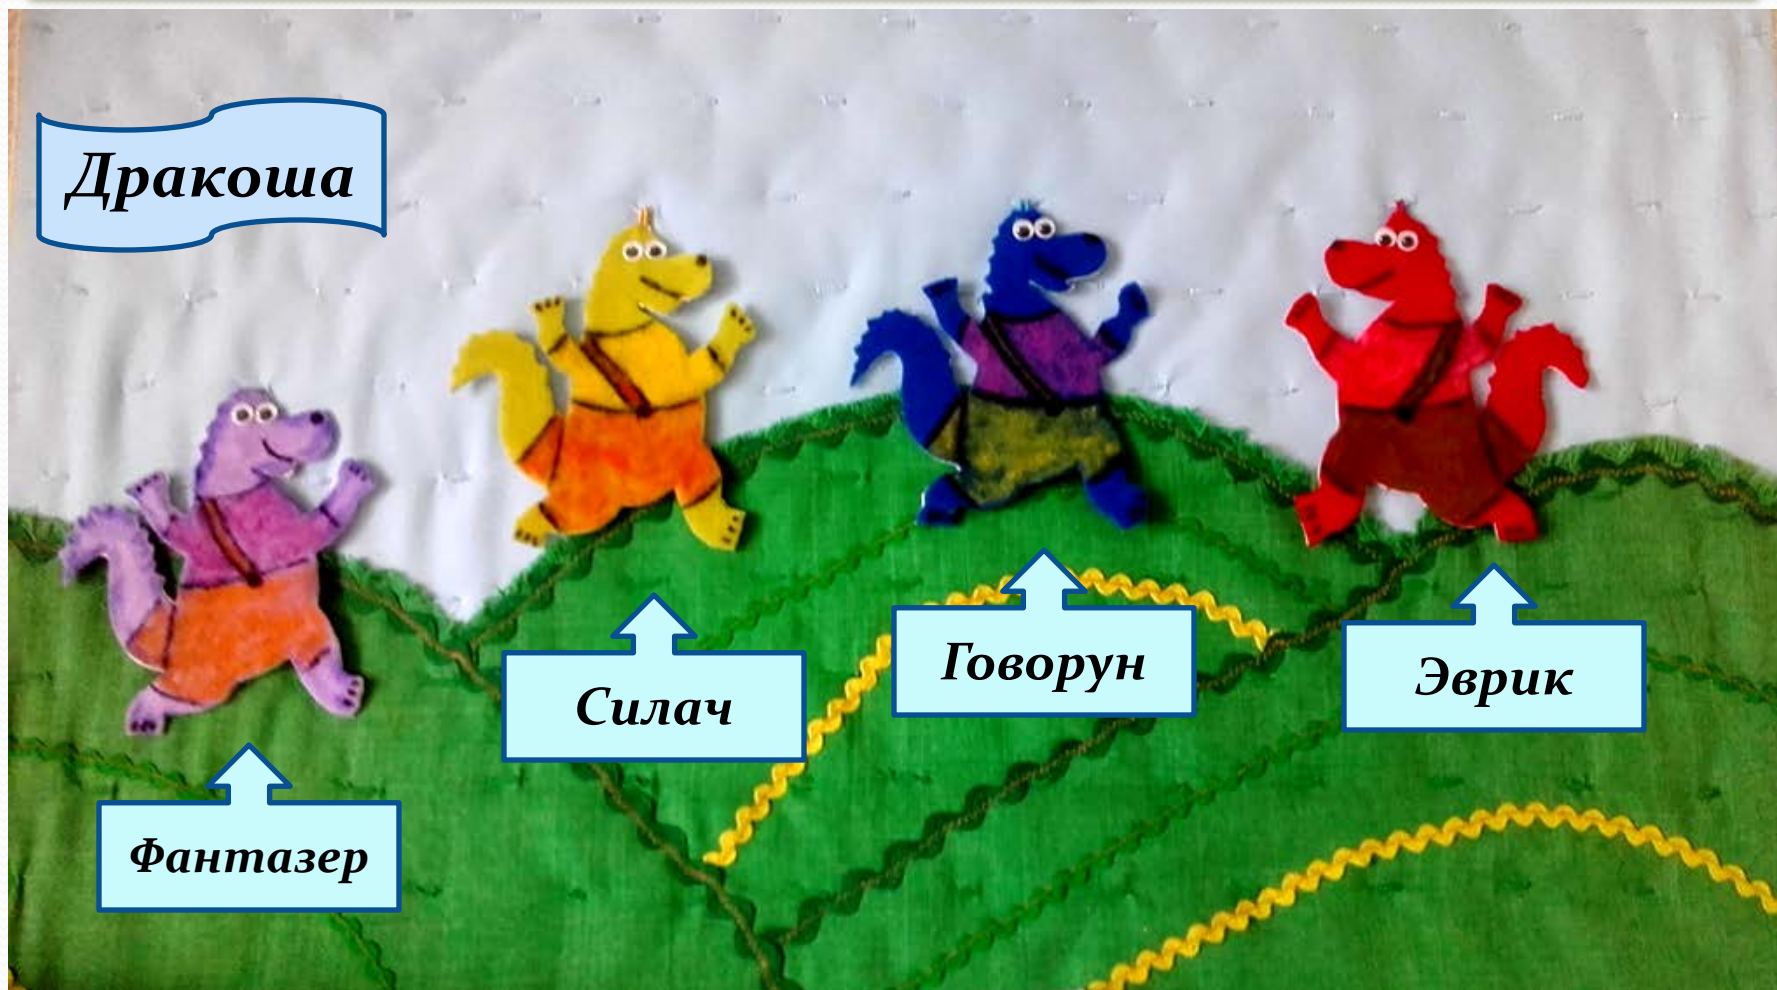 Дракоша
Силач
Говорун
Эврик
Фантазер